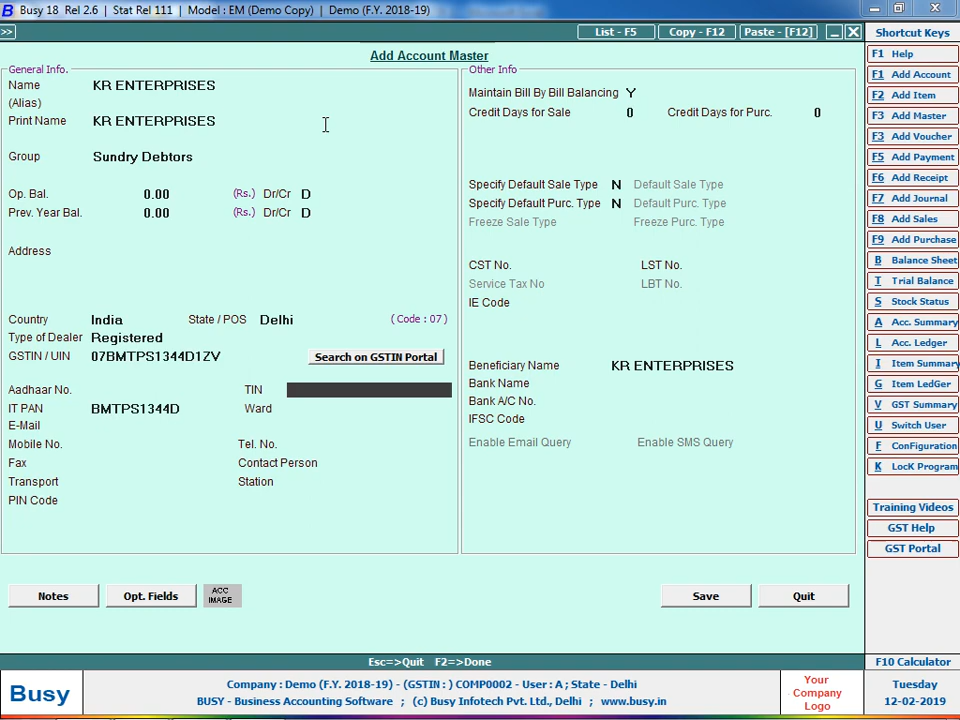 Busy 18 Rel 2.6 | Stat Rel 111 | Model : EM (Demo Copy) | Demo (F.Y. 2018-19)
>> List - F5 Copy - F12 Paste - [F12]
Add Account Master
General Info.
Name KR ENTERPRISES
(Alias)
Print Name KR ENTERPRISES
Group Sundry Debtors
Op. Bal. 0.00 (Rs.) Dr/Cr D
Prev. Year Bal. 0.00 (Rs.) Dr/Cr D
Address
Country India State / POS Delhi ( Code : 07 )
Type of Dealer Registered
GSTIN / UIN 07BMTPS1344D1ZV Search on GSTIN Portal
Aadhaar No. TIN
IT PAN BMTPS1344D Ward
E-Mail
Mobile No. Tel. No.
Fax Contact Person
Transport Station
PIN Code
Other Info
Maintain Bill By Bill Balancing Y
Credit Days for Sale 0 Credit Days for Purc. 0
Specify Default Sale Type N Default Sale Type
Specify Default Purc. Type N Default Purc. Type
Freeze Sale Type Freeze Purc. Type
CST No. LST No.
Service Tax No LBT No.
IE Code
Beneficiary Name KR ENTERPRISES
Bank Name
Bank A/C No.
IFSC Code
Enable Email Query Enable SMS Query
Notes Opt. Fields ACC IMAGE Save Quit
Esc=>Quit F2=>Done
Shortcut Keys
F1 Help
F1 Add Account
F2 Add Item
F3 Add Master
F3 Add Voucher
F5 Add Payment
F6 Add Receipt
F7 Add Journal
F8 Add Sales
F9 Add Purchase
B Balance Sheet
T Trial Balance
S Stock Status
A Acc. Summary
L Acc. Ledger
I Item Summary
G Item LedGer
V GST Summary
U Switch User
F ConFiguration
K LocK Program
Training Videos
GST Help
GST Portal
F10 Calculator
Busy
Company : Demo (F.Y. 2018-19) - (GSTIN : ) COMP0002 - User : A ; State - Delhi
BUSY - Business Accounting Software ; (c) Busy Infotech Pvt. Ltd., Delhi ; www.busy.in
Your
Company
Logo
Tuesday
12-02-2019